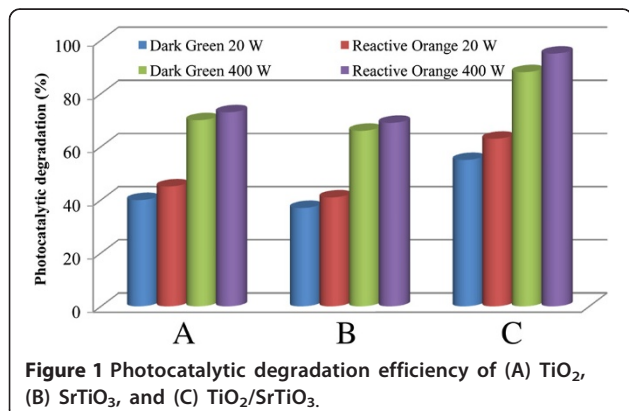 100
80
60
40
20
0
Photocatalytic degradation (%)
Dark Green 20 W Reactive Orange 20 W
Dark Green 400 W Reactive Orange 400 W
A B C
Figure 1 Photocatalytic degradation efficiency of (A) TiO₂,
(B) SrTiO₃, and (C) TiO₂/SrTiO₃.